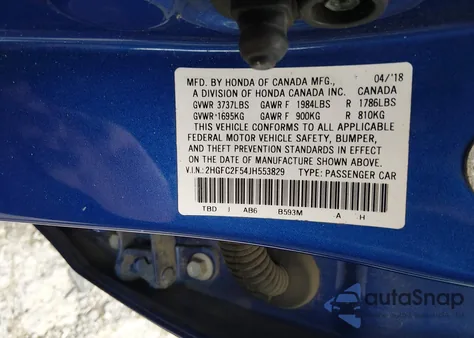 MFD. BY HONDA OF CANADA MFG., 04/'18
A DIVISION OF HONDA CANADA INC. CANADA
GVWR 3737LBS GAWR F 1984LBS R 1786LBS
GVWR 1695KG GAWR F 900KG R 810KG
THIS VEHICLE CONFORMS TO ALL APPLICABLE
FEDERAL MOTOR VEHICLE SAFETY, BUMPER,
AND THEFT PREVENTION STANDARDS IN EFFECT ON
THE DATE OF MANUFACTURE SHOWN ABOVE.
V.I.N.:2HGFC2F54JH553829 TYPE: PASSENGER CAR
TBD I AB6 B593M A H
autoSnap